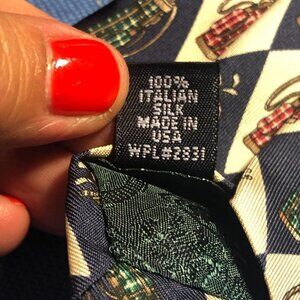 100%
ITALIAN
SILK
MADE IN
USA
WPL#2831